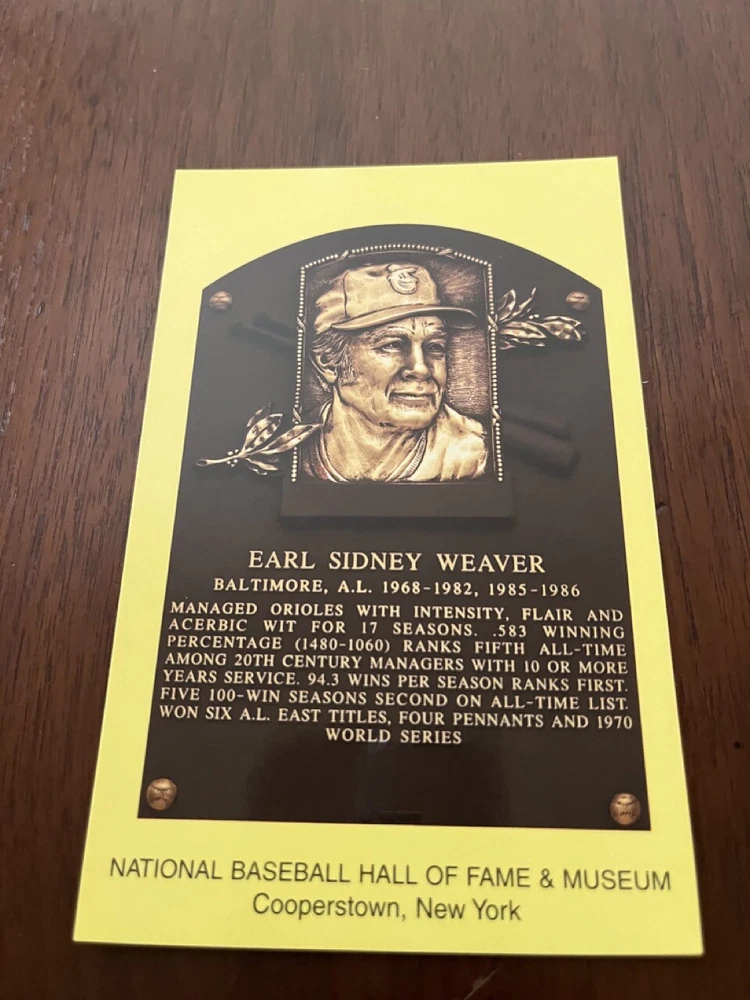 EARL SIDNEY WEAVER
BALTIMORE, A.L. 1968-1982, 1985-1986
MANAGED ORIOLES WITH INTENSITY, FLAIR AND
ACERBIC WIT FOR 17 SEASONS. .583 WINNING
PERCENTAGE (1480-1060) RANKS FIFTH ALL-TIME
AMONG 20TH CENTURY MANAGERS WITH 10 OR MORE
YEARS SERVICE. 94.3 WINS PER SEASON RANKS FIRST.
FIVE 100-WIN SEASONS SECOND ON ALL-TIME LIST.
WON SIX A.L. EAST TITLES, FOUR PENNANTS AND 1970
WORLD SERIES
NATIONAL BASEBALL HALL OF FAME & MUSEUM
Cooperstown, New York